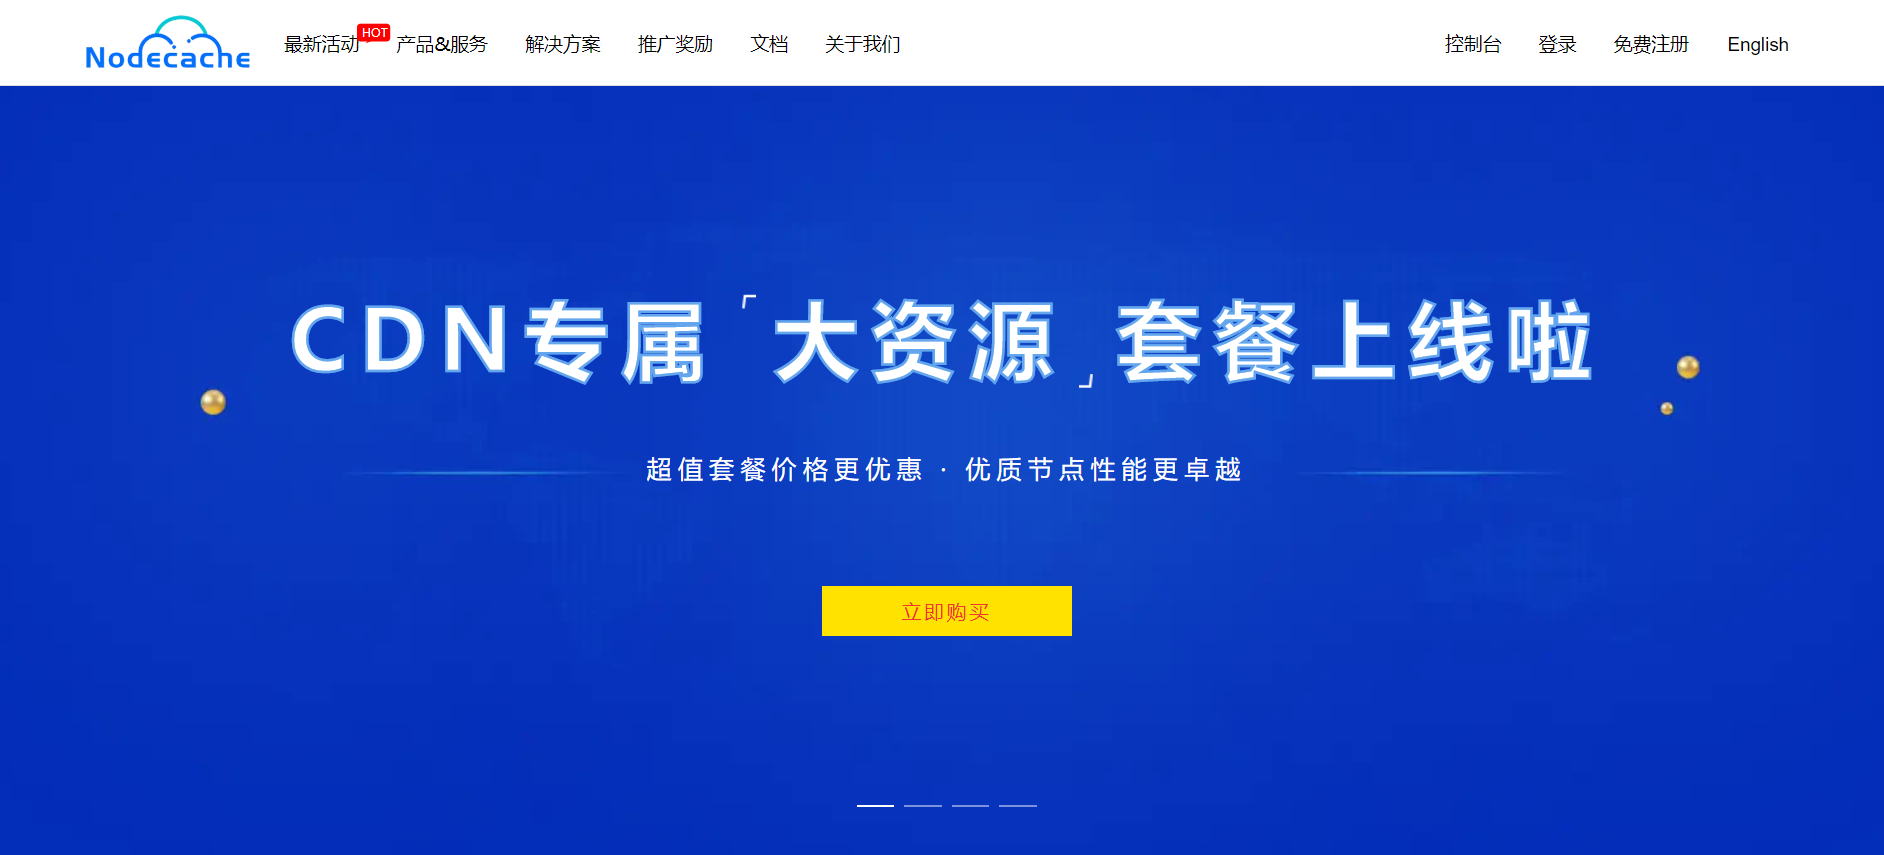 Nodecache
最新活动 HOT 产品&服务 解决方案 推广奖励 文档 关于我们 控制台 登录 免费注册 English
CDN专属「大资源」套餐上线啦
超值套餐价格更优惠 · 优质节点性能更卓越
立即购买